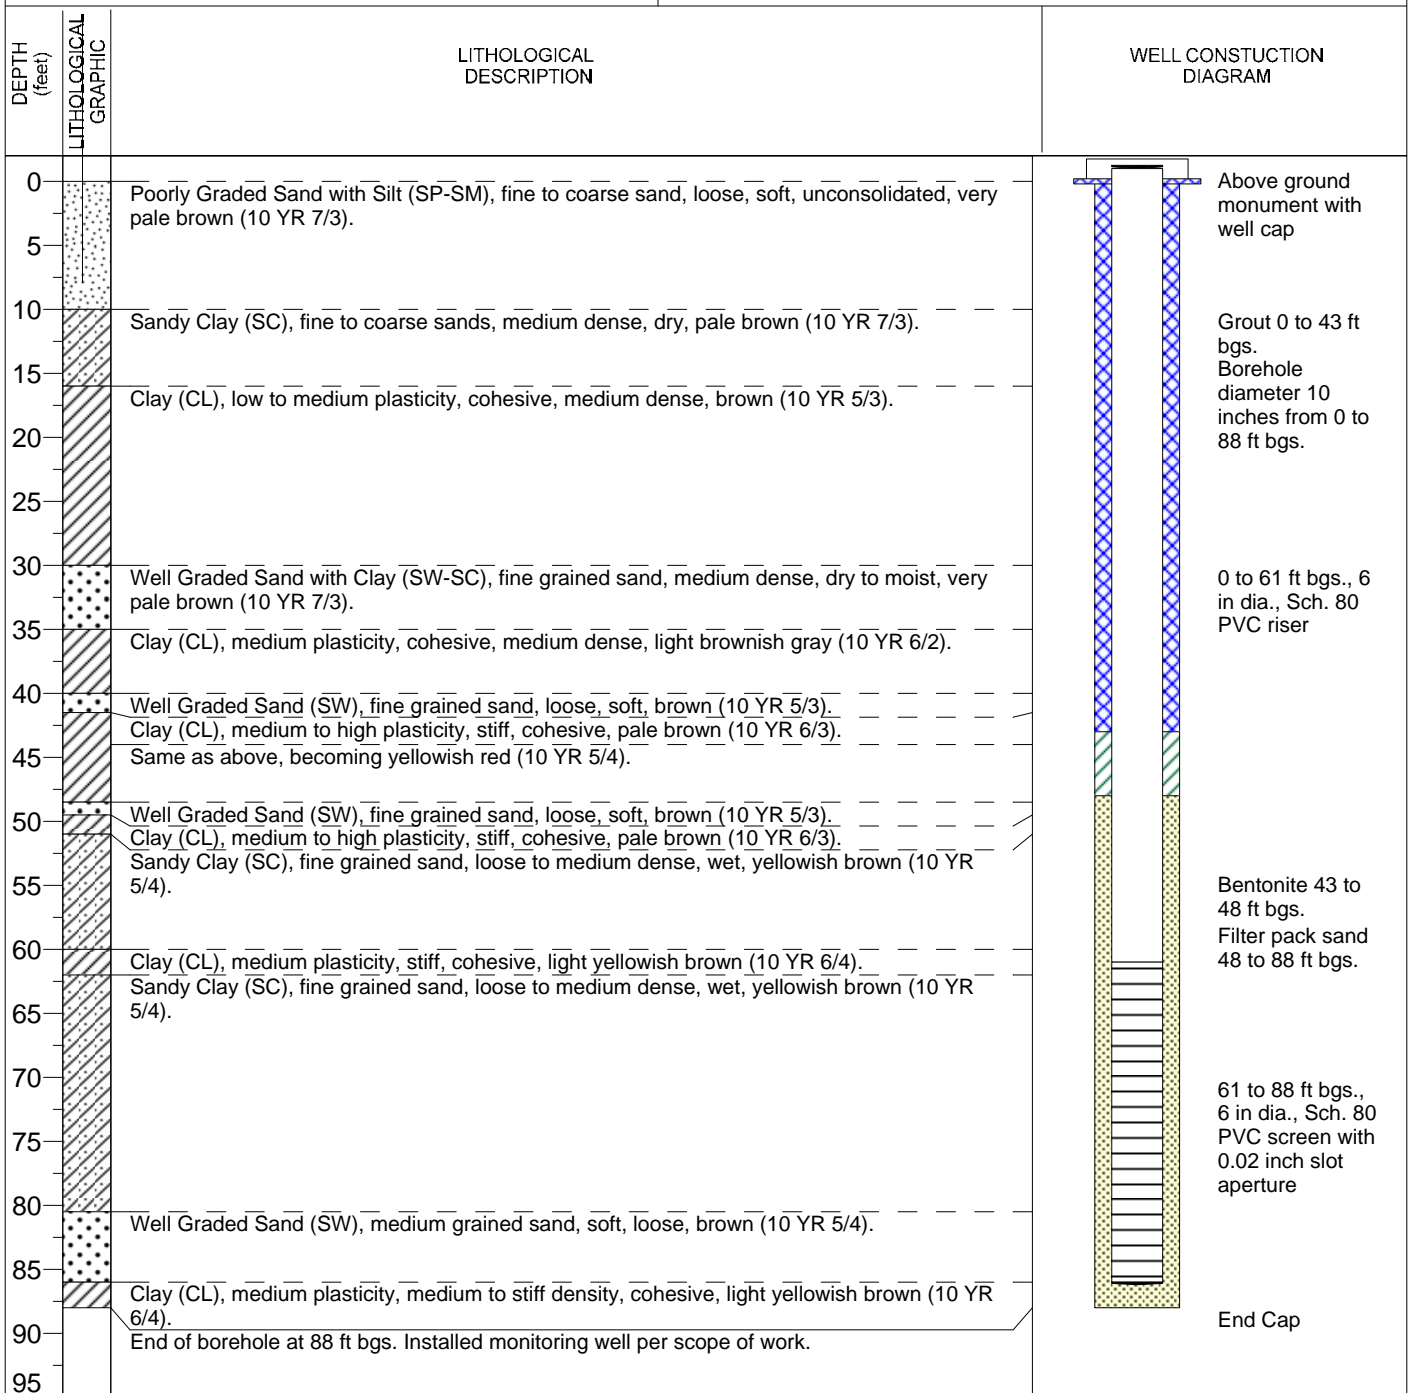 DEPTH
(feet)
LITHOLOGICAL
GRAPHIC
LITHOLOGICAL
DESCRIPTION
WELL CONSTUCTION
DIAGRAM
0
5
10
15
20
25
30
35
40
45
50
55
60
65
70
75
80
85
90
95
Poorly Graded Sand with Silt (SP-SM), fine to coarse sand, loose, soft, unconsolidated, very
pale brown (10 YR 7/3).
Sandy Clay (SC), fine to coarse sands, medium dense, dry, pale brown (10 YR 7/3).
Clay (CL), low to medium plasticity, cohesive, medium dense, brown (10 YR 5/3).
Well Graded Sand with Clay (SW-SC), fine grained sand, medium dense, dry to moist, very
pale brown (10 YR 7/3).
Clay (CL), medium plasticity, cohesive, medium dense, light brownish gray (10 YR 6/2).
Well Graded Sand (SW), fine grained sand, loose, soft, brown (10 YR 5/3).
Clay (CL), medium to high plasticity, stiff, cohesive, pale brown (10 YR 6/3).
Same as above, becoming yellowish red (10 YR 5/4).
Well Graded Sand (SW), fine grained sand, loose, soft, brown (10 YR 5/3).
Clay (CL), medium to high plasticity, stiff, cohesive, pale brown (10 YR 6/3).
Sandy Clay (SC), fine grained sand, loose to medium dense, wet, yellowish brown (10 YR
5/4).
Clay (CL), medium plasticity, stiff, cohesive, light yellowish brown (10 YR 6/4).
Sandy Clay (SC), fine grained sand, loose to medium dense, wet, yellowish brown (10 YR
5/4).
Well Graded Sand (SW), medium grained sand, soft, loose, brown (10 YR 5/4).
Clay (CL), medium plasticity, medium to stiff density, cohesive, light yellowish brown (10 YR
6/4).
End of borehole at 88 ft bgs. Installed monitoring well per scope of work.
Above ground
monument with
well cap
Grout 0 to 43 ft
bgs.
Borehole
diameter 10
inches from 0 to
88 ft bgs.
0 to 61 ft bgs., 6
in dia., Sch. 80
PVC riser
Bentonite 43 to
48 ft bgs.
Filter pack sand
48 to 88 ft bgs.
61 to 88 ft bgs.,
6 in dia., Sch. 80
PVC screen with
0.02 inch slot
aperture
End Cap